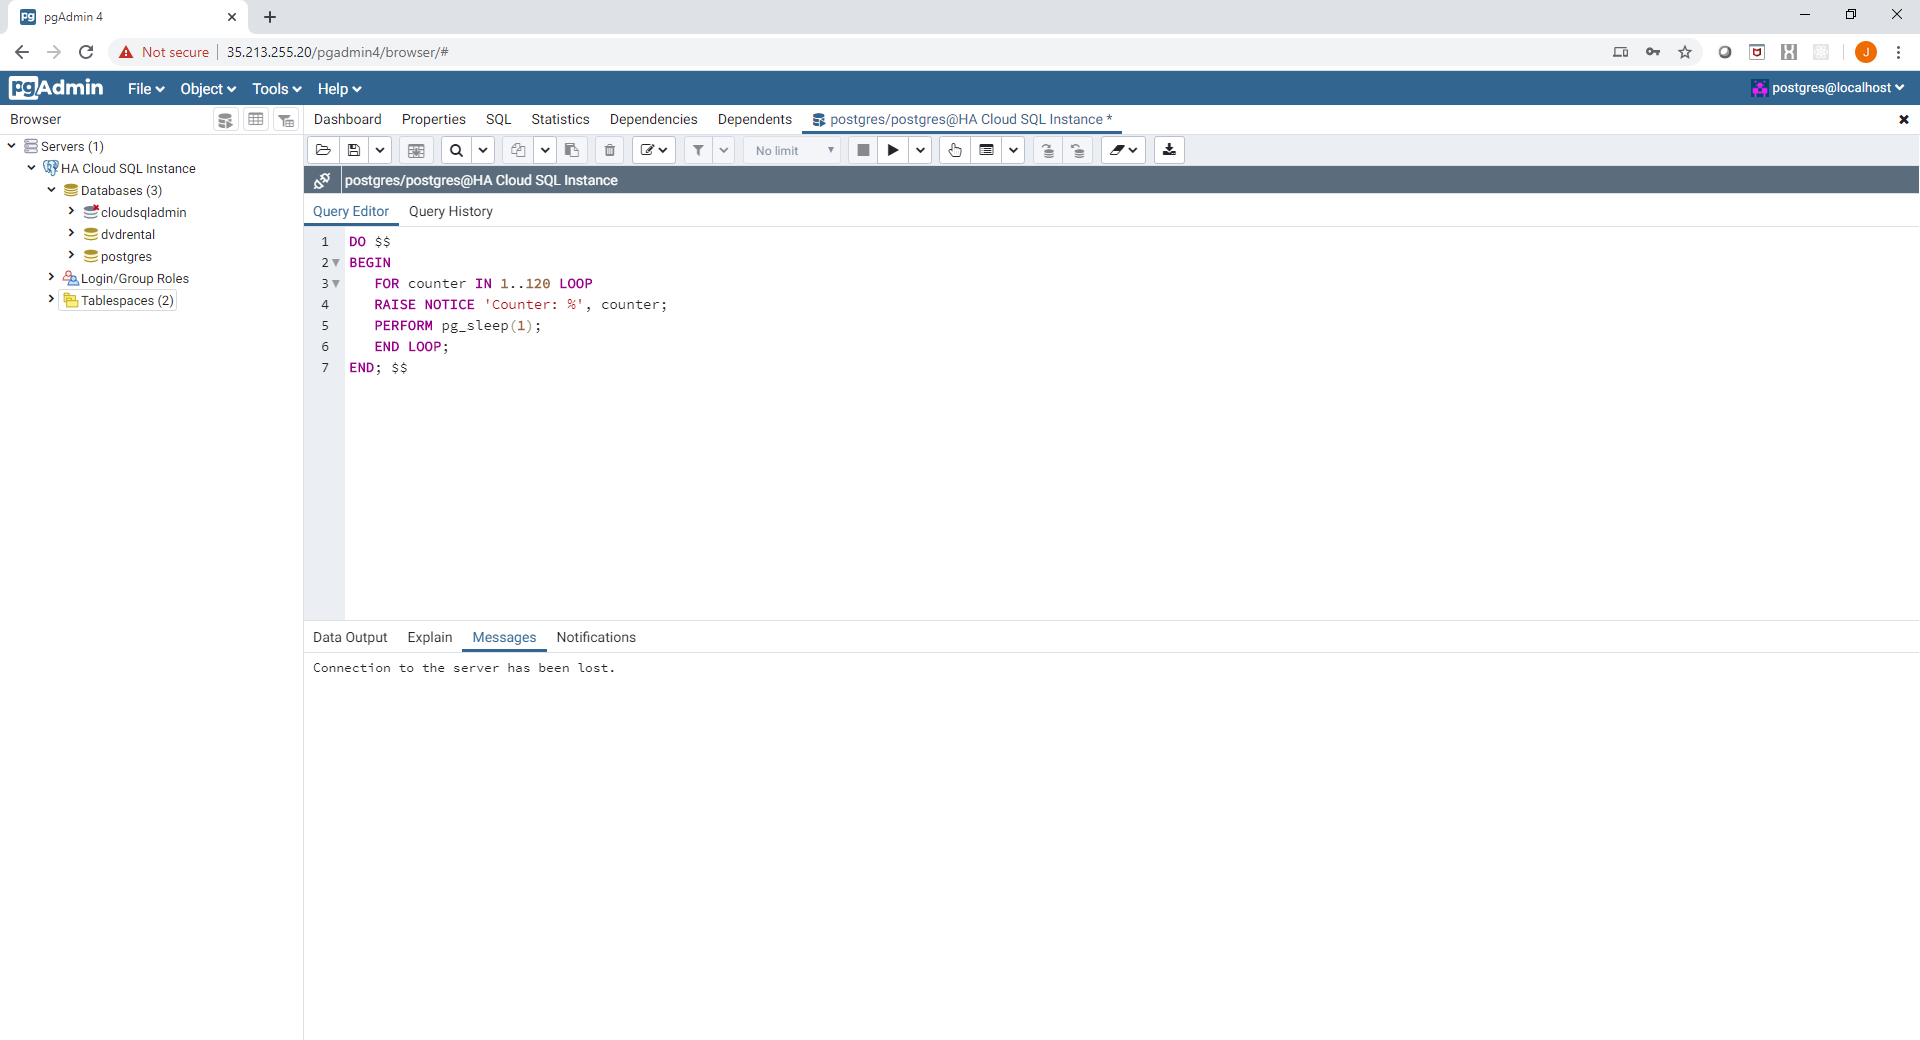 pgAdmin 4
Not secure 35.213.255.20/pgadmin4/browser/#
J
pgAdmin File Object Tools Help postgres@localhost
Browser
Dashboard Properties SQL Statistics Dependencies Dependents postgres/postgres@HA Cloud SQL Instance *
Servers (1)
HA Cloud SQL Instance
Databases (3)
cloudsqladmin
dvdrental
postgres
Login/Group Roles
Tablespaces (2)
No limit
postgres/postgres@HA Cloud SQL Instance
Query Editor Query History
1 DO $$
2 BEGIN
3 FOR counter IN 1..120 LOOP
4 RAISE NOTICE 'Counter: %', counter;
5 PERFORM pg_sleep(1);
6 END LOOP;
7 END; $$
Data Output Explain Messages Notifications
Connection to the server has been lost.